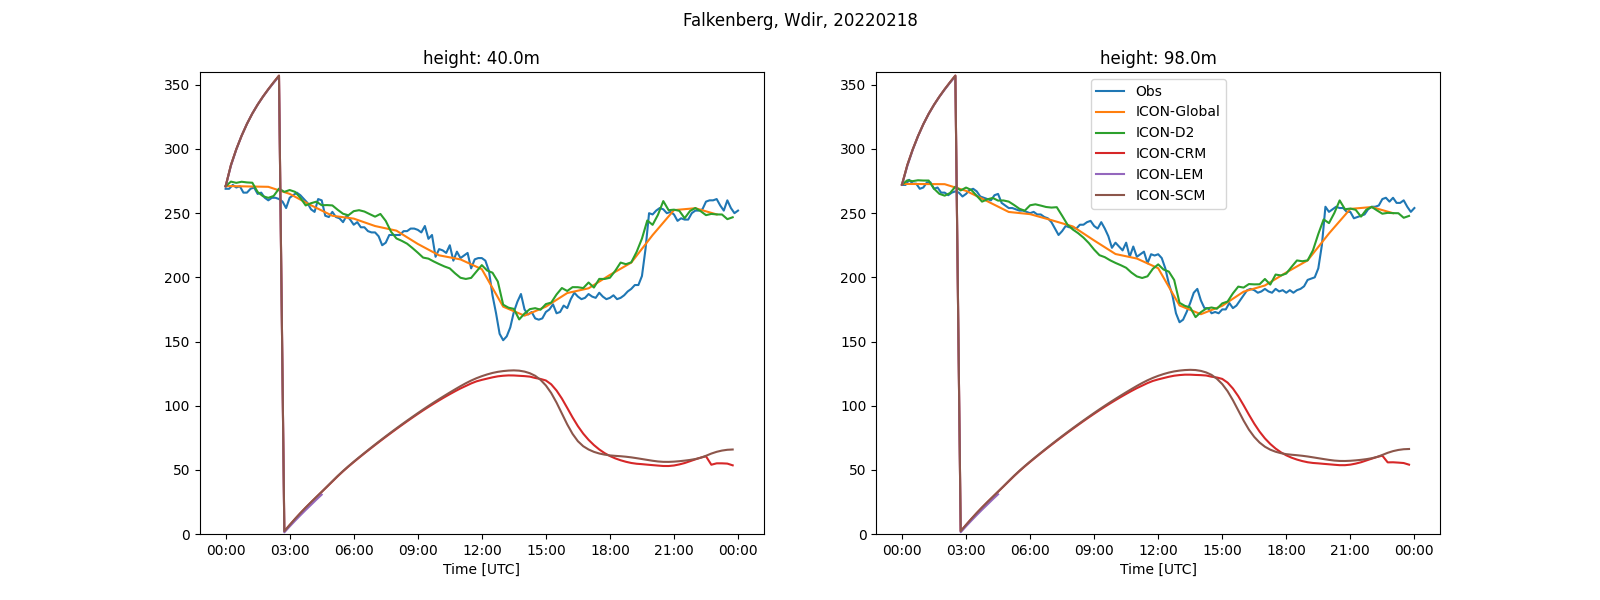 Falkenberg, Wdir, 20220218
height: 40.0m
350
300
250
200
150
100
50
0
00:00 03:00 06:00 09:00 12:00 15:00 18:00 21:00 00:00
Time [UTC]
height: 98.0m
Obs
ICON-Global
ICON-D2
ICON-CRM
ICON-LEM
ICON-SCM
350
300
250
200
150
100
50
0
00:00 03:00 06:00 09:00 12:00 15:00 18:00 21:00 00:00
Time [UTC]